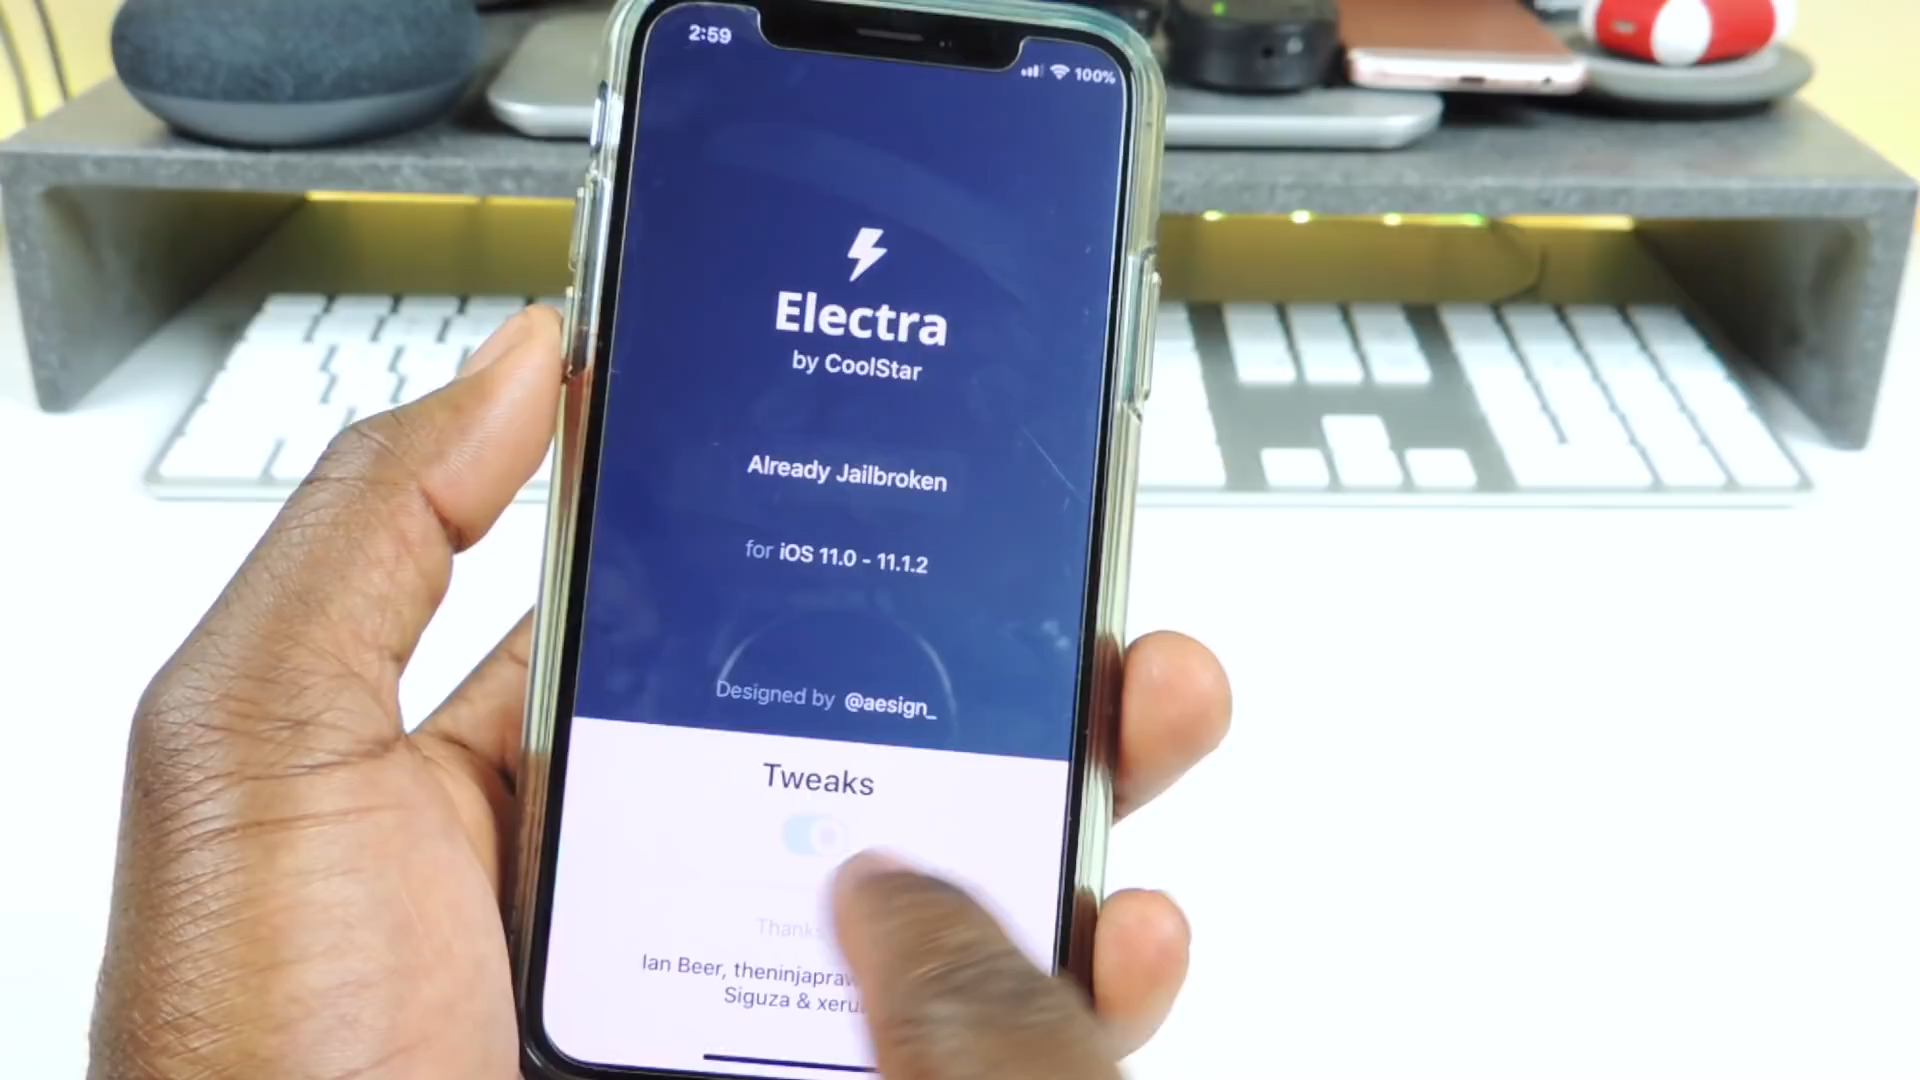 2:59
100%
Electra
by CoolStar
Already Jailbroken
for iOS 11.0 - 11.1.2
Designed by @aesign_
Tweaks
Thanks
Ian Beer,
Siguza &